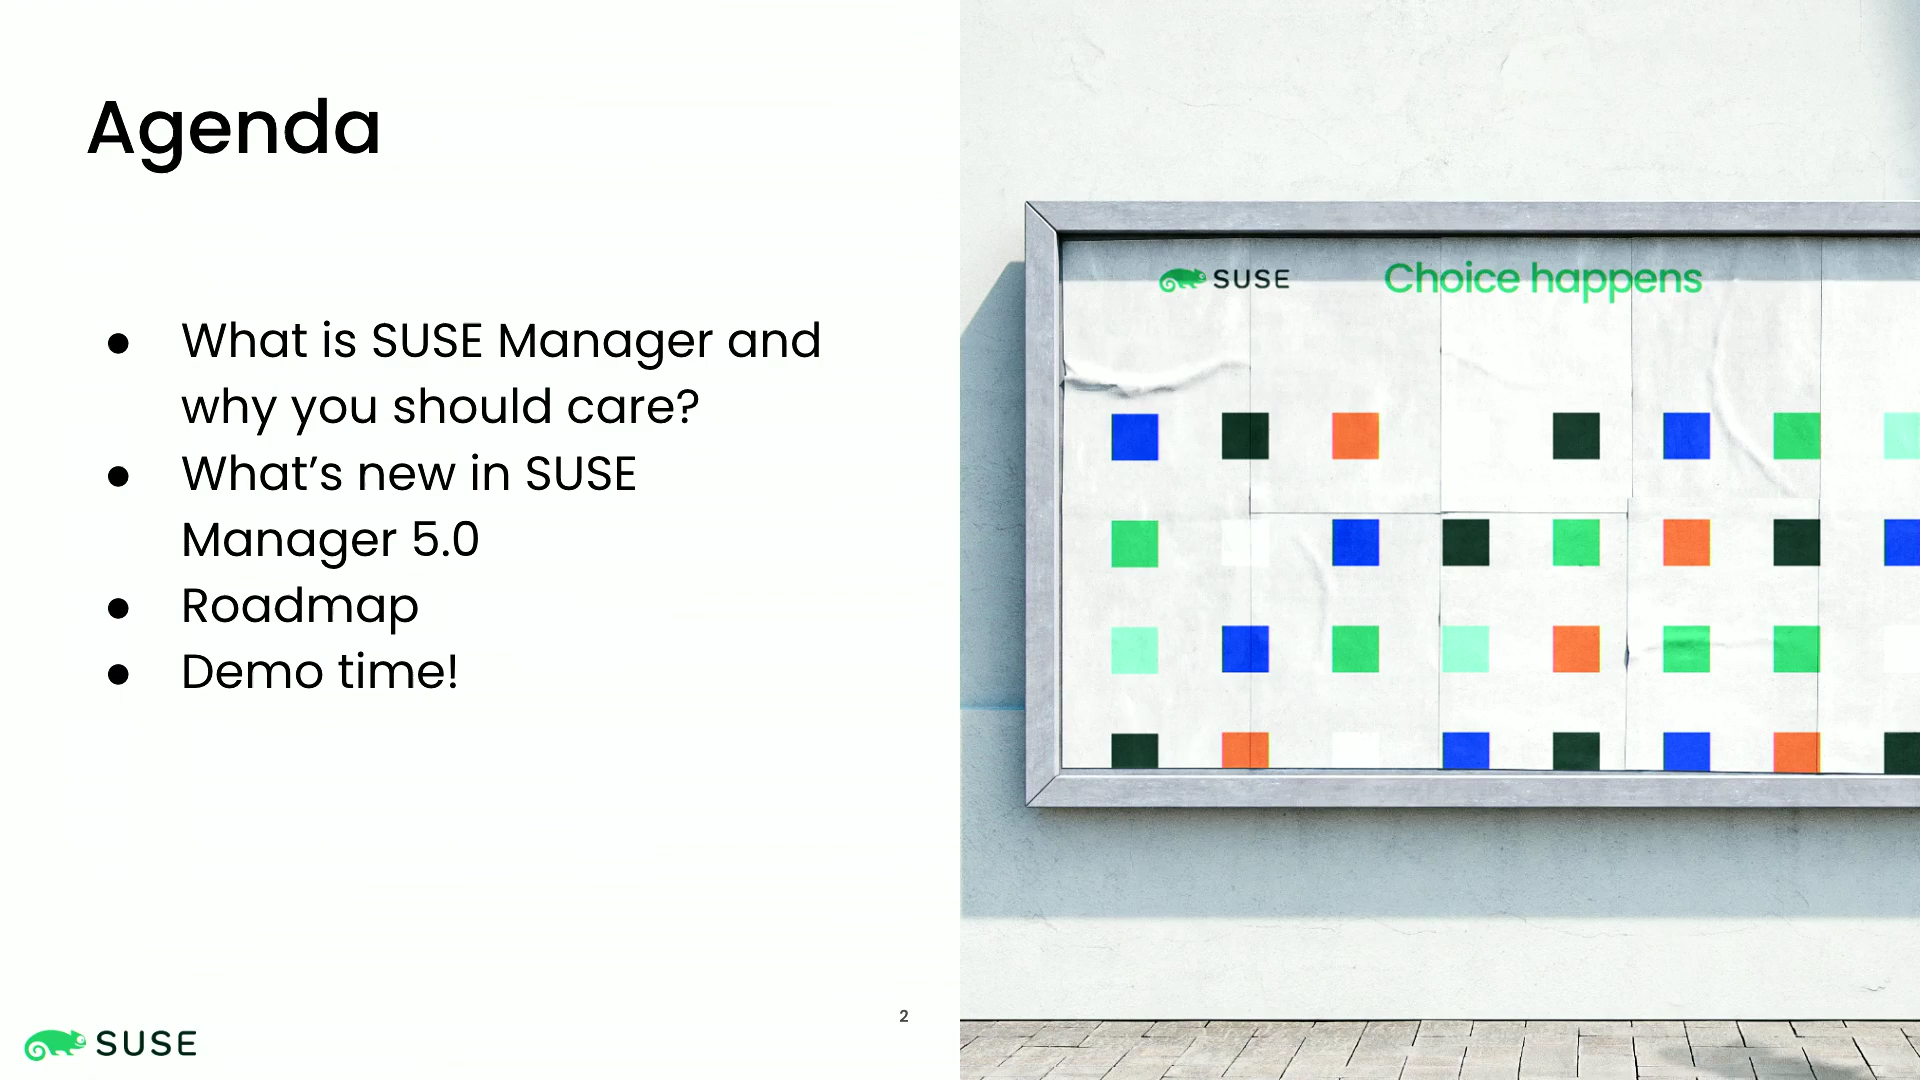 Agenda
● What is SUSE Manager and
why you should care?
● What’s new in SUSE
Manager 5.0
● Roadmap
● Demo time!
2
SUSE
SUSE
Choice happens